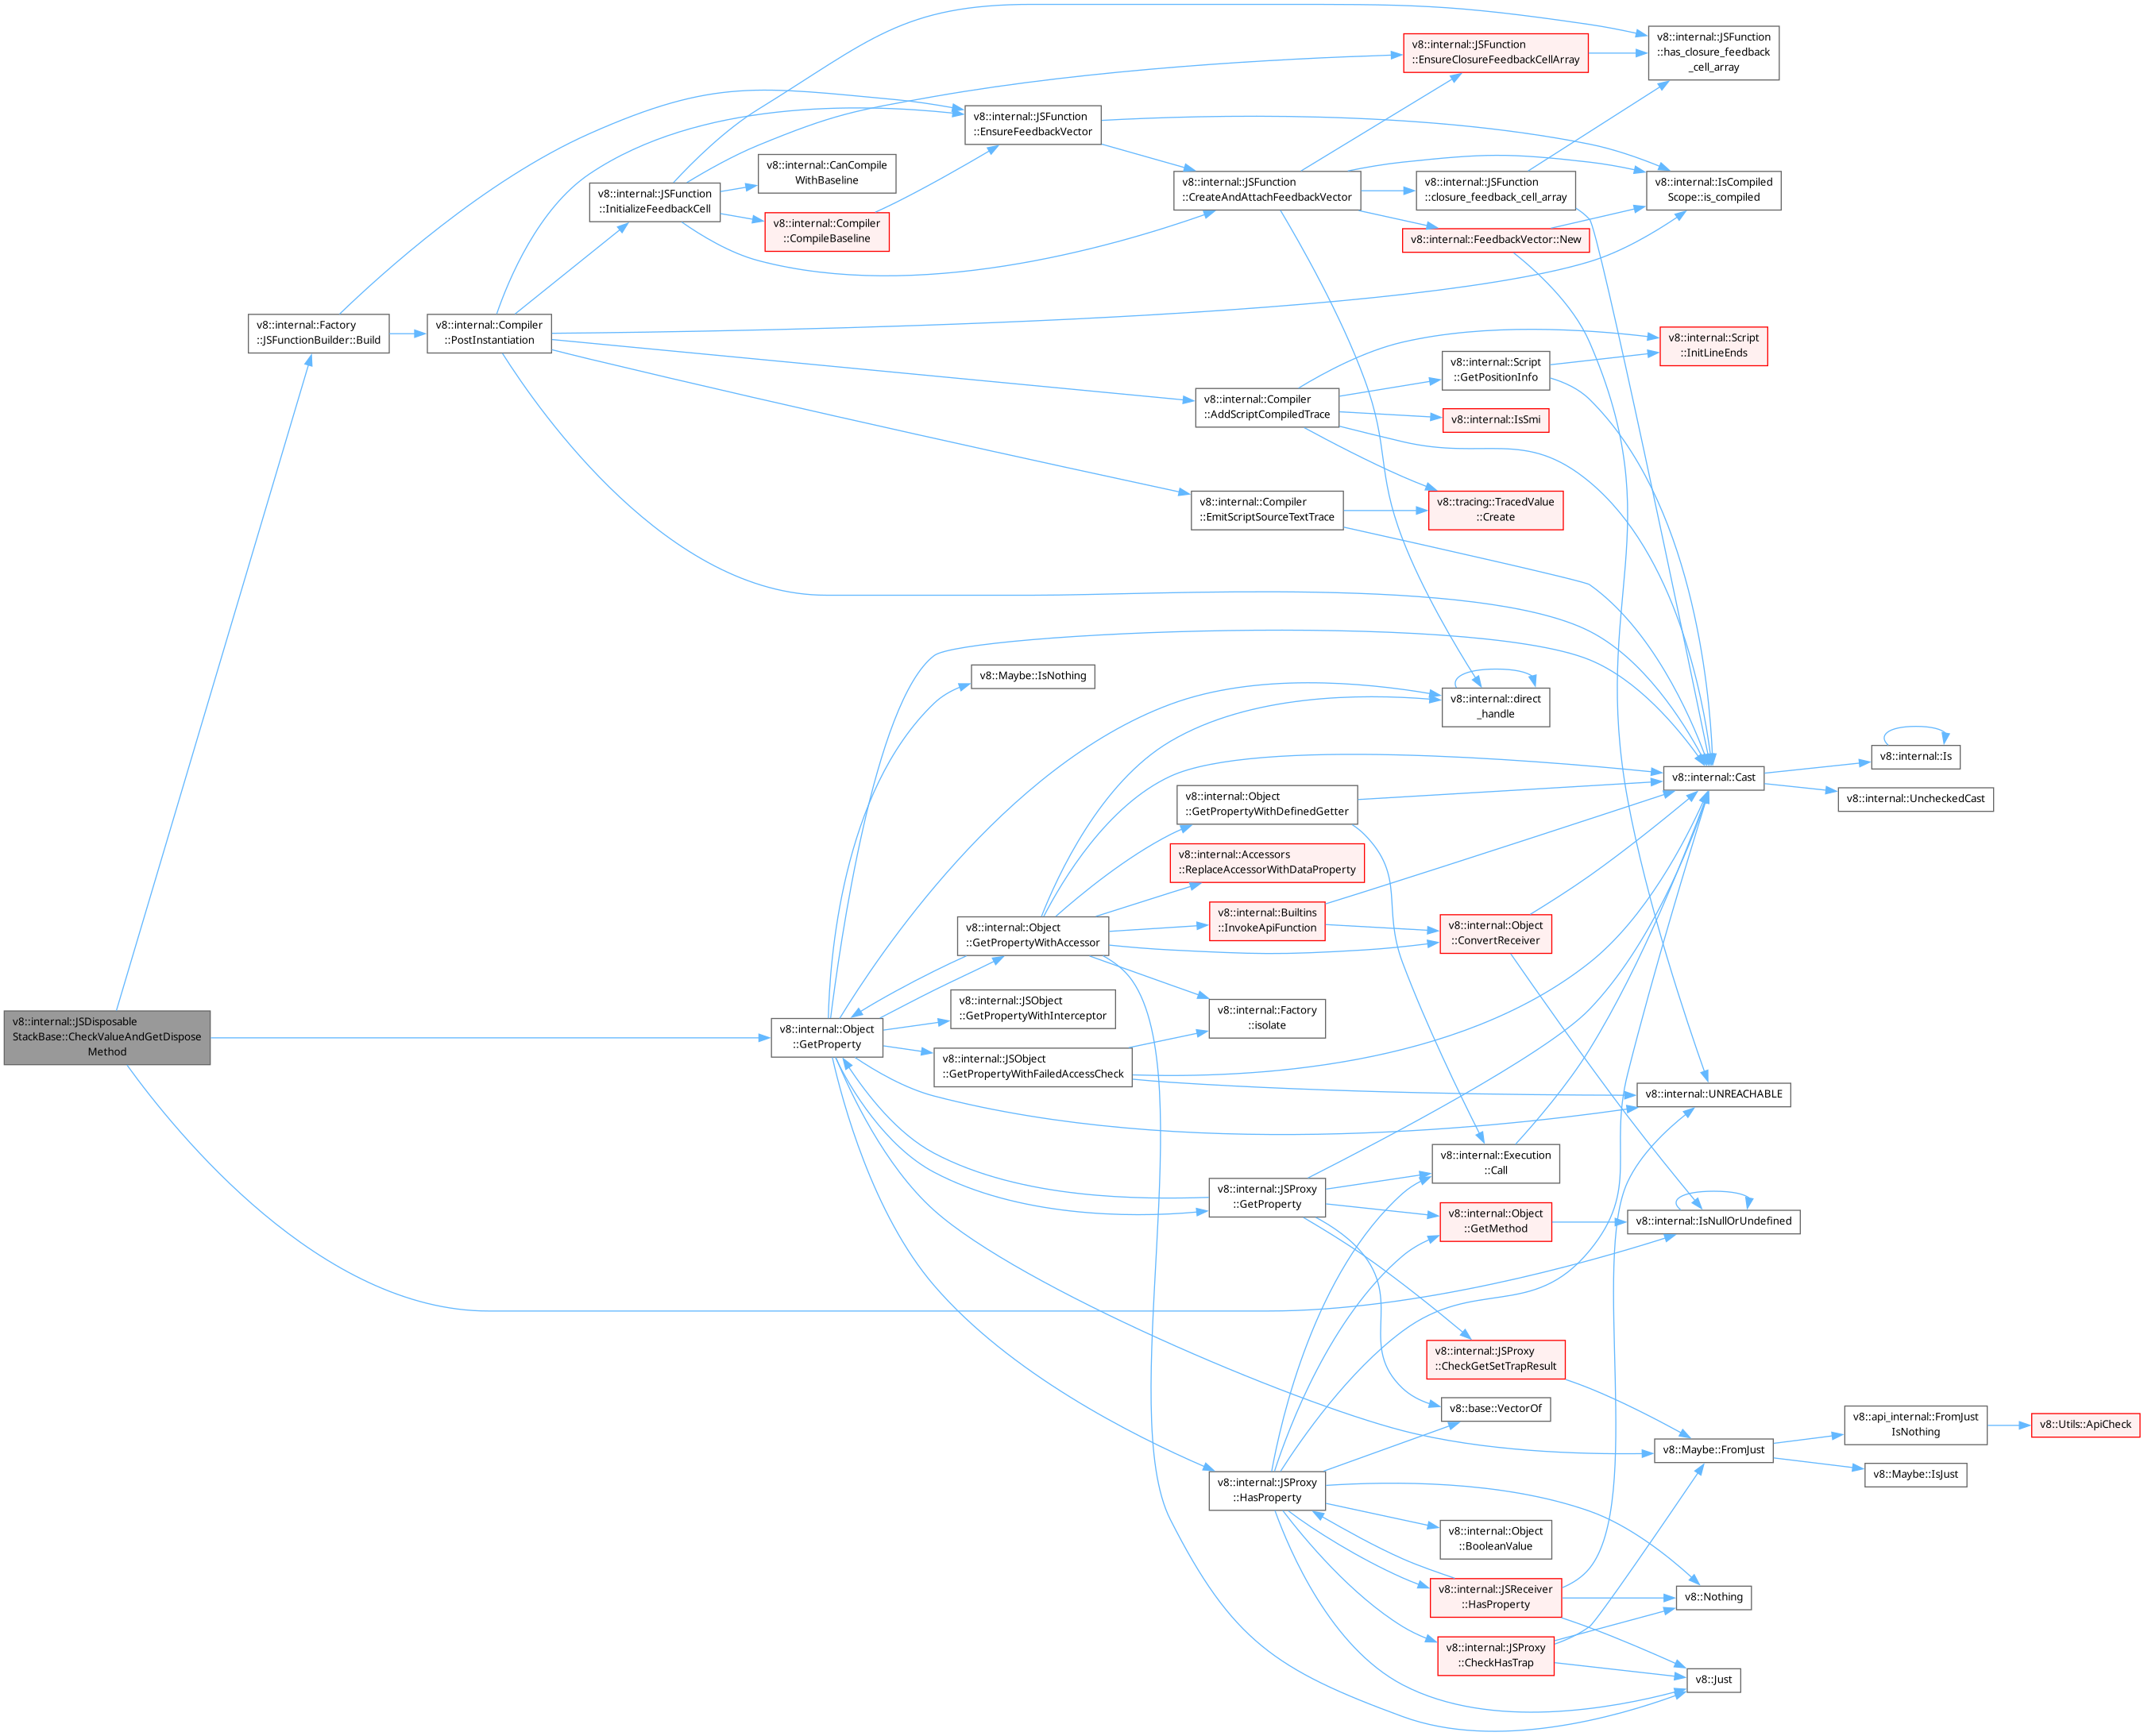 v8::internal::JSDisposable
StackBase::CheckValueAndGetDispose
Method
v8::internal::Factory
::JSFunctionBuilder::Build
v8::internal::Compiler
::PostInstantiation
v8::internal::JSFunction
::InitializeFeedbackCell
v8::internal::CanCompile
WithBaseline
v8::internal::Compiler
::CompileBaseline
v8::internal::JSFunction
::EnsureFeedbackVector
v8::internal::JSFunction
::CreateAndAttachFeedbackVector
v8::internal::JSFunction
::EnsureClosureFeedbackCellArray
v8::internal::JSFunction
::has_closure_feedback
_cell_array
v8::internal::JSFunction
::closure_feedback_cell_array
v8::internal::IsCompiled
Scope::is_compiled
v8::internal::FeedbackVector::New
v8::internal::Compiler
::AddScriptCompiledTrace
v8::internal::Script
::GetPositionInfo
v8::internal::Script
::InitLineEnds
v8::internal::IsSmi
v8::internal::Compiler
::EmitScriptSourceTextTrace
v8::tracing::TracedValue
::Create
v8::Maybe::IsNothing
v8::internal::direct
_handle
v8::internal::Cast
v8::internal::Is
v8::internal::UncheckedCast
v8::internal::Object
::GetPropertyWithDefinedGetter
v8::internal::Accessors
::ReplaceAccessorWithDataProperty
v8::internal::Object
::GetPropertyWithAccessor
v8::internal::Builtins
::InvokeApiFunction
v8::internal::Object
::ConvertReceiver
v8::internal::JSObject
::GetPropertyWithInterceptor
v8::internal::Factory
::isolate
v8::internal::Object
::GetProperty
v8::internal::JSObject
::GetPropertyWithFailedAccessCheck
v8::internal::UNREACHABLE
v8::internal::Execution
::Call
v8::internal::JSProxy
::GetProperty
v8::internal::Object
::GetMethod
v8::internal::IsNullOrUndefined
v8::internal::JSProxy
::CheckGetSetTrapResult
v8::base::VectorOf
v8::Maybe::FromJust
v8::api_internal::FromJust
IsNothing
v8::Utils::ApiCheck
v8::Maybe::IsJust
v8::internal::JSProxy
::HasProperty
v8::internal::Object
::BooleanValue
v8::internal::JSReceiver
::HasProperty
v8::Nothing
v8::internal::JSProxy
::CheckHasTrap
v8::Just